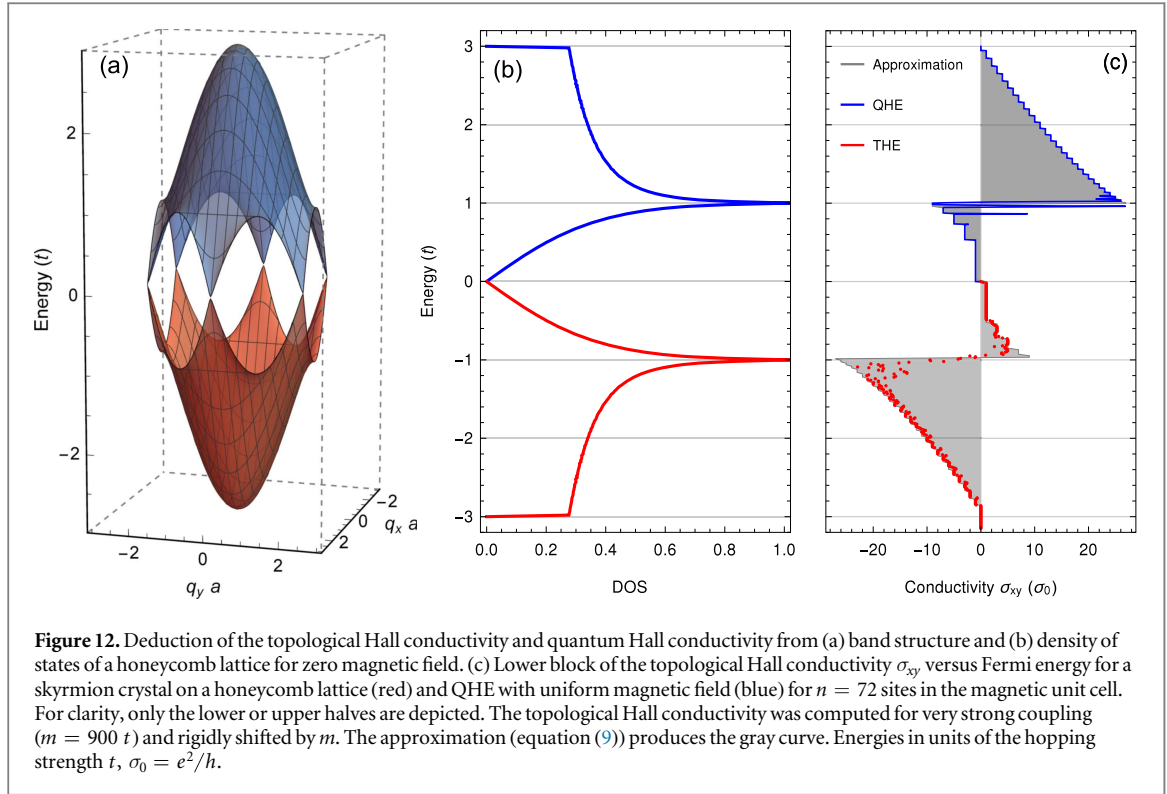 (a)
2
0
−2
Energy (t)
−2
0
2
q_y a
−2
0
2
q_x a
(b)
3
2
1
0
−1
−2
−3
Energy (t)
0.0 0.2 0.4 0.6 0.8 1.0
DOS
(c)
Approximation
QHE
THE
−20 −10 0 10 20
Conductivity σ_xy (σ_0)
Figure 12. Deduction of the topological Hall conductivity and quantum Hall conductivity from (a) band structure and (b) density of
states of a honeycomb lattice for zero magnetic field. (c) Lower block of the topological Hall conductivity σ_xy versus Fermi energy for a
skyrmion crystal on a honeycomb lattice (red) and QHE with uniform magnetic field (blue) for n = 72 sites in the magnetic unit cell.
For clarity, only the lower or upper halves are depicted. The topological Hall conductivity was computed for very strong coupling
(m = 900 t) and rigidly shifted by m. The approximation (equation (9)) produces the gray curve. Energies in units of the hopping
strength t, σ_0 = e²/h.